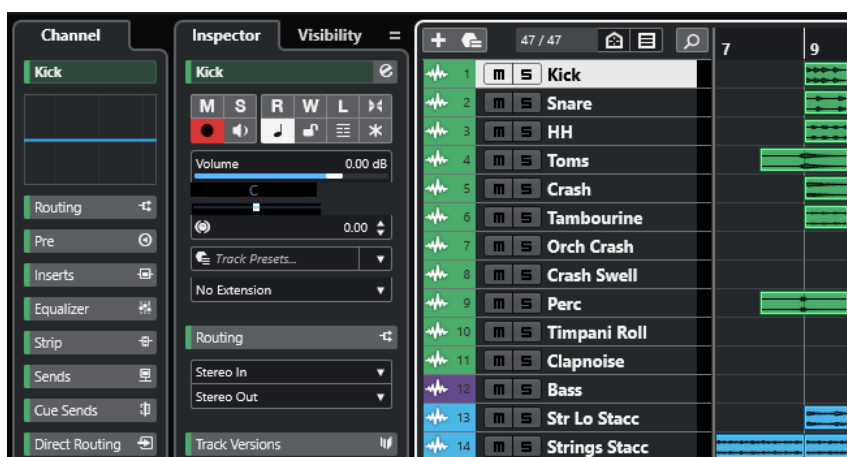 Channel
Kick
Routing
Pre
Inserts
Equalizer
Strip
Sends
Cue Sends
Direct Routing
Inspector Visibility
Kick
M S R W L
Volume 0.00 dB
C
0.00
Track Presets...
No Extension
Routing
Stereo In
Stereo Out
Track Versions
47 / 47
7 9
1 m S Kick
2 m S Snare
3 m S HH
4 m S Toms
5 m S Crash
6 m S Tambourine
7 m S Orch Crash
8 m S Crash Swell
9 m S Perc
10 m S Timpani Roll
11 m S Clapnoise
12 m S Bass
13 m S Str Lo Stacc
14 m S Strings Stacc